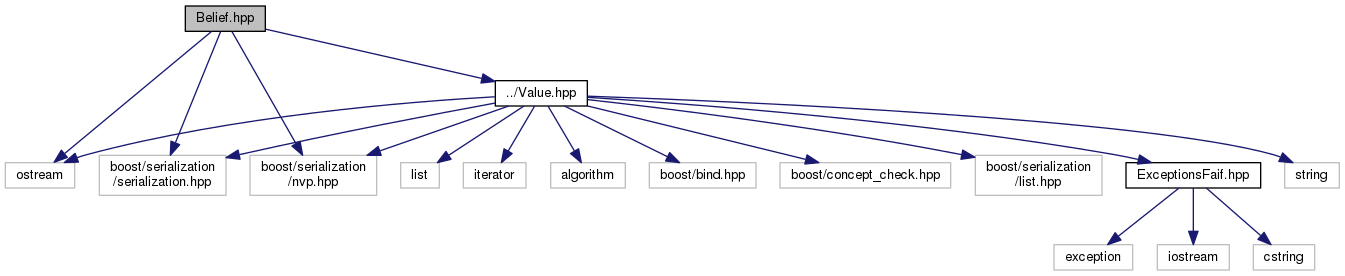 Belief.hpp
../Value.hpp
ostream
boost/serialization
/serialization.hpp
boost/serialization
/nvp.hpp
list
iterator
algorithm
boost/bind.hpp
boost/concept_check.hpp
boost/serialization
/list.hpp
ExceptionsFaif.hpp
string
exception
iostream
cstring